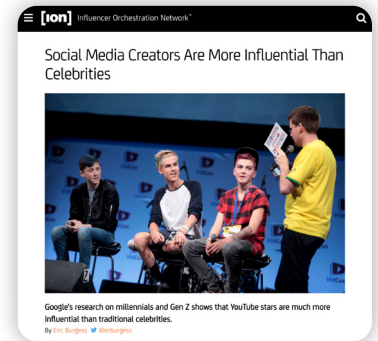 [ion] Influencer Orchestration Network™
Social Media Creators Are More Influential Than
Celebrities
Google's research on millennials and Gen Z shows that YouTube stars are much more
influential than traditional celebrities.
By Eric Burgess @erburgess